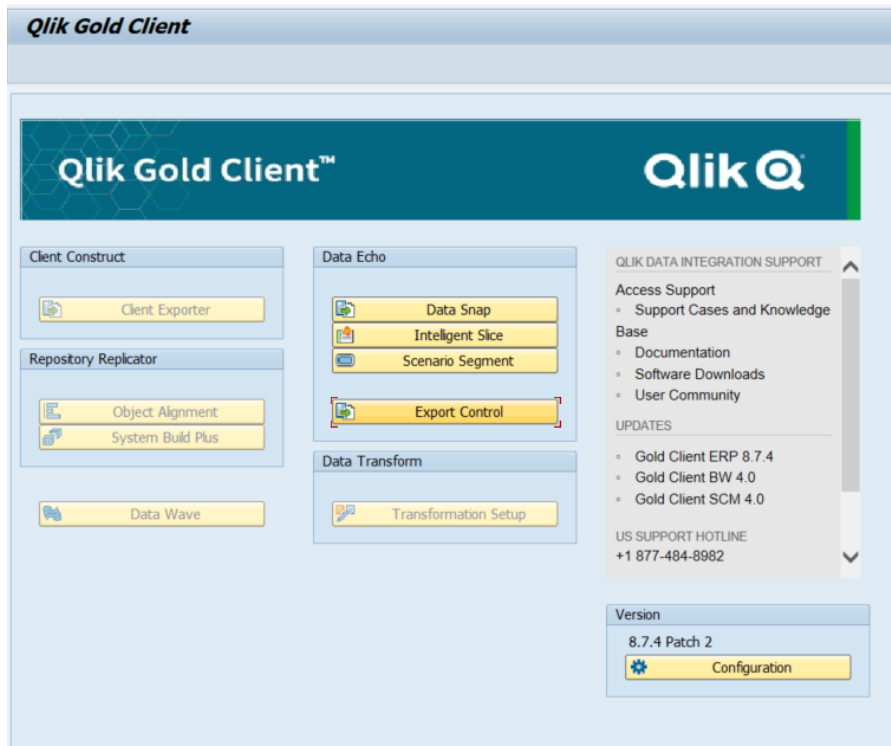 Qlik Gold Client
Qlik Gold Client™
Qlik
Client Construct
Client Exporter
Repository Replicator
Object Alignment
System Build Plus
Data Wave
Data Echo
Data Snap
Intelligent Slice
Scenario Segment
Export Control
Data Transform
Transformation Setup
QLIK DATA INTEGRATION SUPPORT
Access Support
◦ Support Cases and Knowledge
Base
◦ Documentation
◦ Software Downloads
◦ User Community
UPDATES
◦ Gold Client ERP 8.7.4
◦ Gold Client BW 4.0
◦ Gold Client SCM 4.0
US SUPPORT HOTLINE
+1 877-484-8982
Version
8.7.4 Patch 2
Configuration